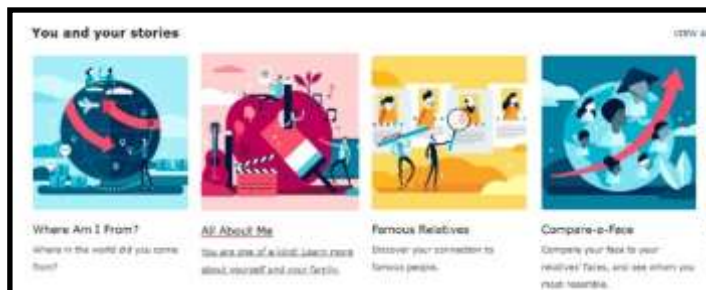 You and your stories
VIEW A
Where Am I From?
Where in the world did you come
from?
All About Me
You are one of a kind! Learn more
about yourself and your family.
Famous Relatives
Discover your connection to
famous people.
Compare-a-Face
Compare your face to your
relatives' faces, and see whom you
most resemble.